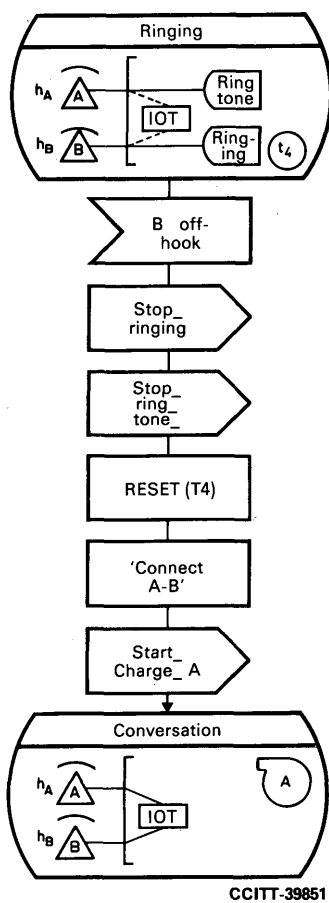 Ringing
hA A Ring
tone
IOT
hB B Ring-
ing t4
B off-
hook
Stop_
ringing
Stop_
ring_
tone_
RESET (T4)
'Connect
A-B'
Start_
Charge_ A
Conversation
hA A A
IOT
hB B
CCITT-39851